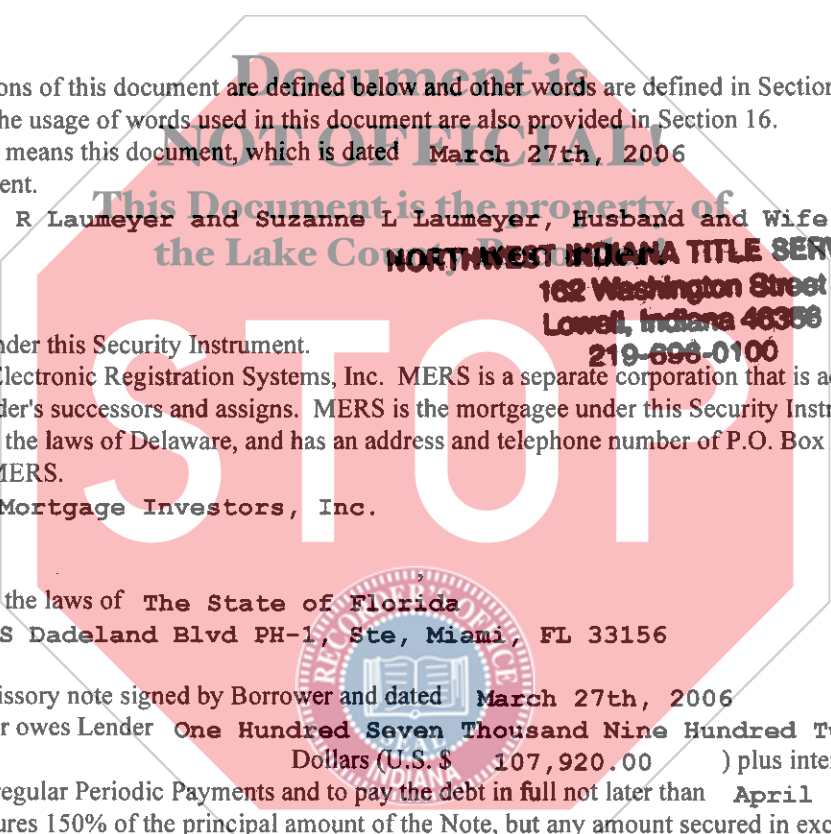 Document is
ons of this document are defined below and other words are defined in Section
he usage of words used in this document are also provided in Section 16.
NOT OFFICIAL!
means this document, which is dated March 27th, 2006
ent.
This Document is the property of
R Laumeyer and Suzanne L Laumeyer, Husband and Wife
the Lake County Recorder!
NORTHWEST INDIANA TITLE SERV
162 Washington Street
Lowell, Indiana 46356
219-696-0100
nder this Security Instrument.
Electronic Registration Systems, Inc. MERS is a separate corporation that is a
der's successors and assigns. MERS is the mortgagee under this Security Instr
the laws of Delaware, and has an address and telephone number of P.O. Box
MERS.
STOP
Mortgage Investors, Inc.
,
the laws of The State of Florida
S Dadeland Blvd PH-1, Ste, Miami, FL 33156
RECORDER'S OFFICE
issory note signed by Borrower and dated March 27th, 2006
r owes Lender One Hundred Seven Thousand Nine Hundred Tw
SEAL
Dollars (U.S. $ 107,920.00 ) plus inte
INDIANA
regular Periodic Payments and to pay the debt in full not later than April
ures 150% of the principal amount of the Note, but any amount secured in exc